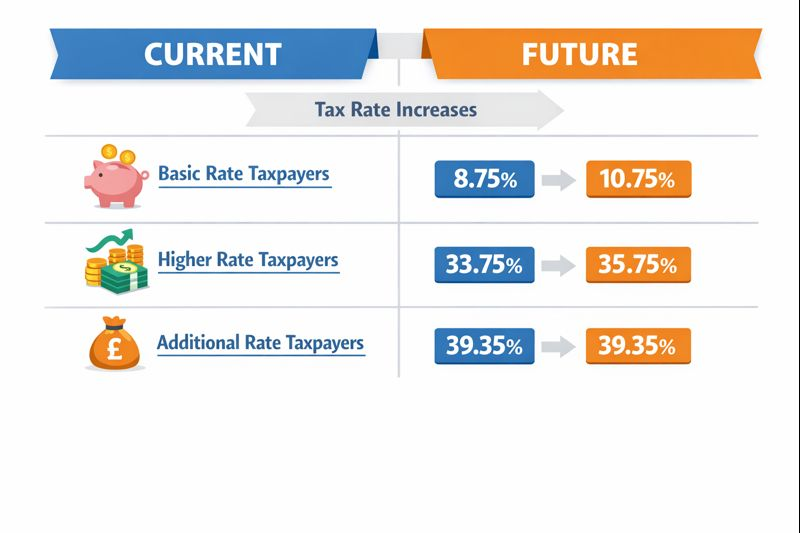 CURRENT
FUTURE
Tax Rate Increases
Basic Rate Taxpayers
8.75%
10.75%
Higher Rate Taxpayers
$
33.75%
35.75%
£
Additional Rate Taxpayers
39.35%
39.35%